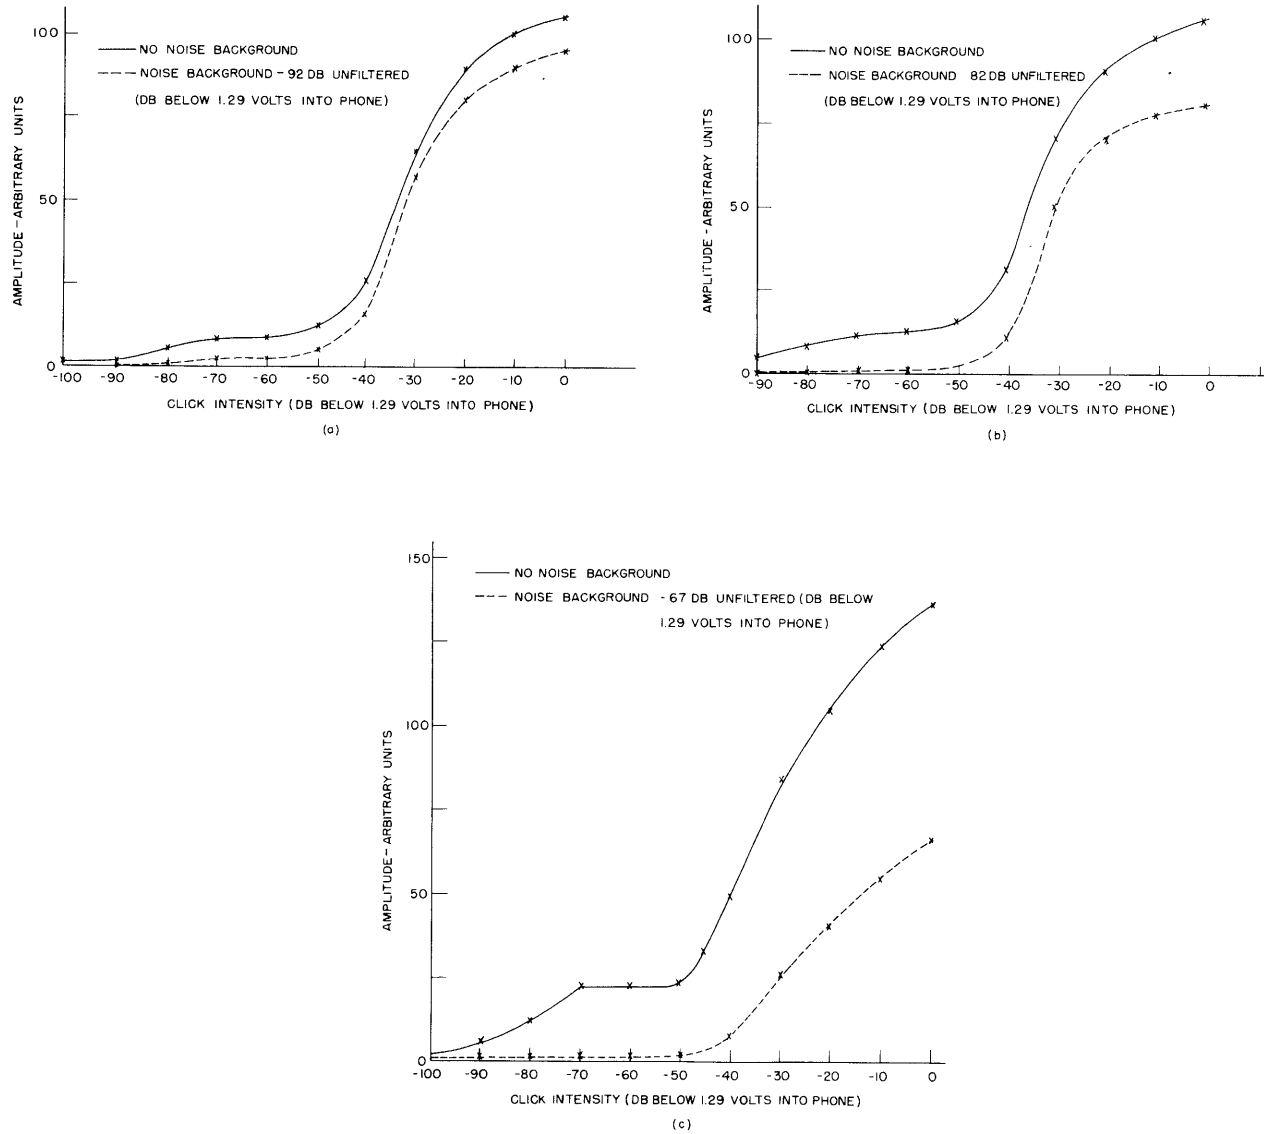 100
50
0
AMPLITUDE - ARBITRARY UNITS
NO NOISE BACKGROUND
NOISE BACKGROUND - 92 DB UNFILTERED
(DB BELOW 1.29 VOLTS INTO PHONE)
-100 -90 -80 -70 -60 -50 -40 -30 -20 -10 0
CLICK INTENSITY (DB BELOW 1.29 VOLTS INTO PHONE)
(a)
100
50
0
AMPLITUDE - ARBITRARY UNITS
NO NOISE BACKGROUND
NOISE BACKGROUND 82 DB UNFILTERED
(DB BELOW 1.29 VOLTS INTO PHONE)
-90 -80 -70 -60 -50 -40 -30 -20 -10 0
CLICK INTENSITY (DB BELOW 1.29 VOLTS INTO PHONE)
(b)
150
100
50
0
AMPLITUDE - ARBITRARY UNITS
NO NOISE BACKGROUND
NOISE BACKGROUND - 67 DB UNFILTERED (DB BELOW
1.29 VOLTS INTO PHONE)
-100 -90 -80 -70 -60 -50 -40 -30 -20 -10 0
CLICK INTENSITY (DB BELOW 1.29 VOLTS INTO PHONE)
(c)